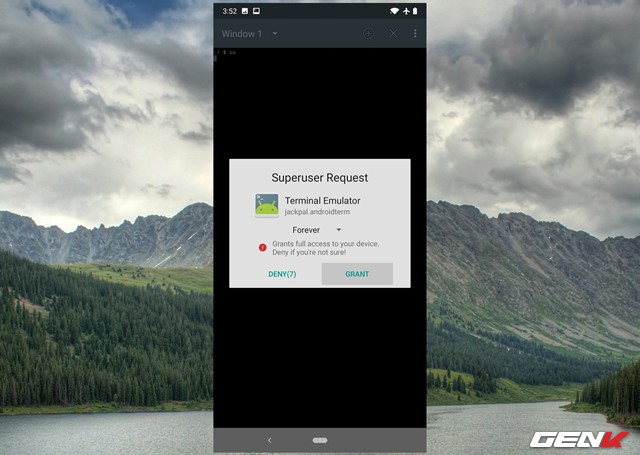 3:52
Window 1
:/ $ su
Superuser Request
Terminal Emulator
jackpal.androidterm
Forever
Grants full access to your device.
Deny if you're not sure!
DENY(7)
GRANT
GENK